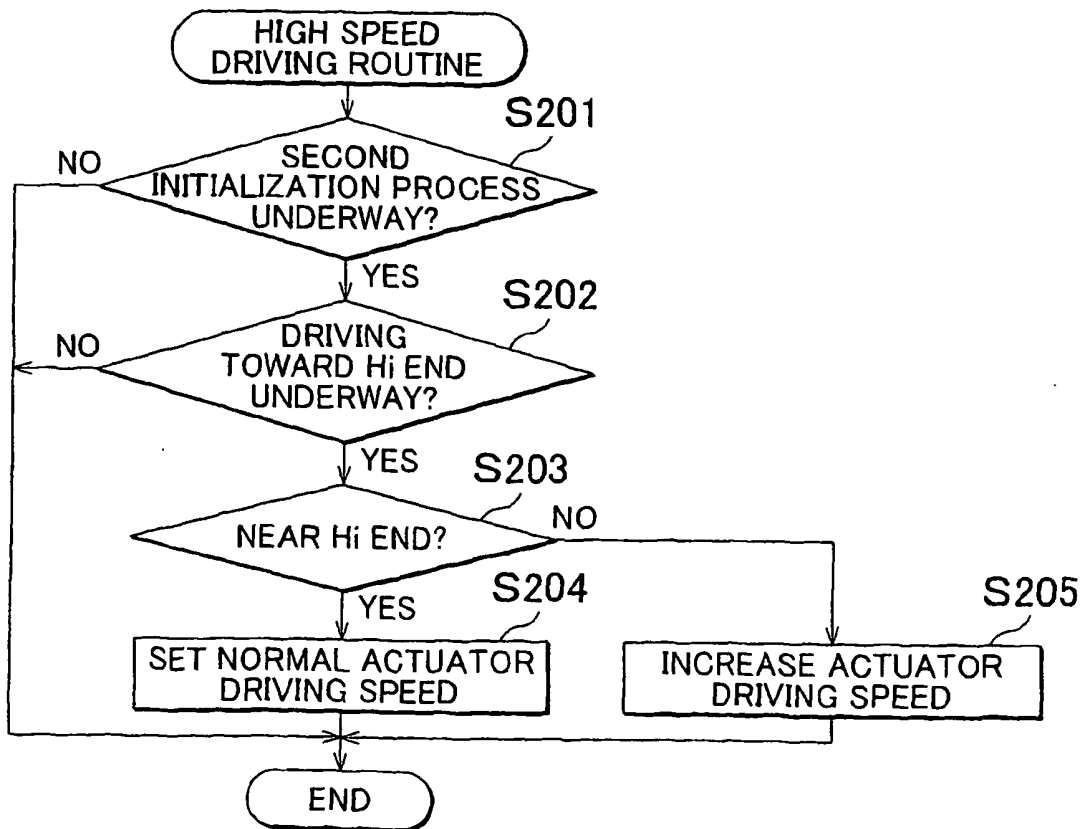 HIGH SPEED
DRIVING ROUTINE
S201
NO
SECOND
INITIALIZATION PROCESS
UNDERWAY?
YES
S202
NO
DRIVING
TOWARD Hi END
UNDERWAY?
YES
S203
NEAR Hi END?
NO
YES
S204
SET NORMAL ACTUATOR
DRIVING SPEED
S205
INCREASE ACTUATOR
DRIVING SPEED
END